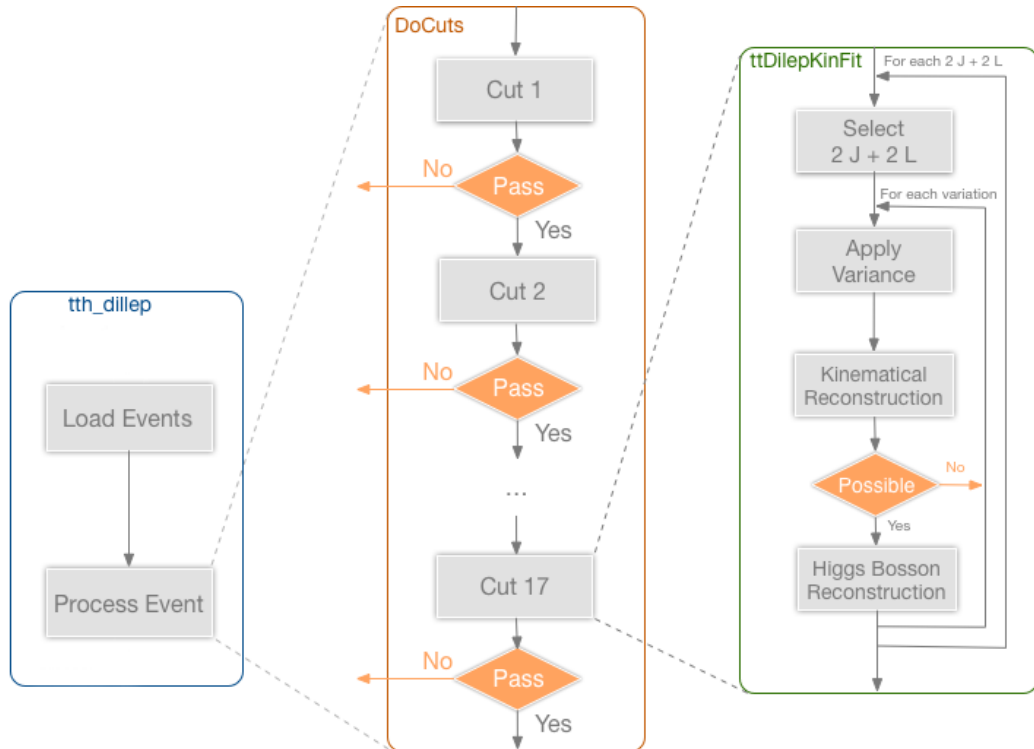 tth_dillep
Load Events
Process Event
DoCuts
Cut 1
No
Pass
Yes
Cut 2
No
Pass
Yes
...
Cut 17
No
Pass
Yes
ttDilepKinFit
For each 2 J + 2 L
Select
2 J + 2 L
For each variation
Apply
Variance
Kinematical
Reconstruction
Possible
No
Yes
Higgs Bosson
Reconstruction